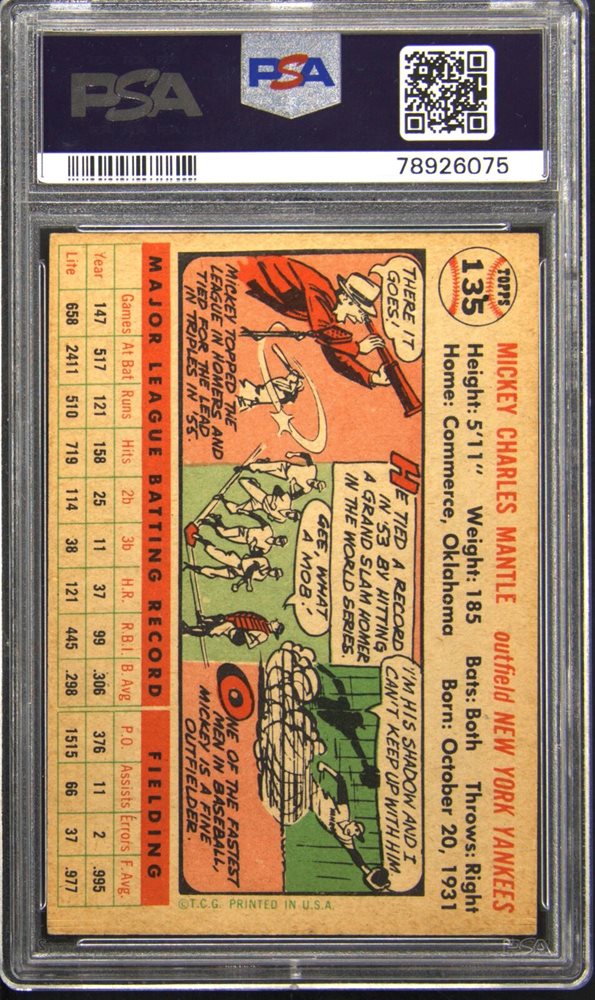 PSA
PSA
78926075
TOPPS
135
MICKEY CHARLES MANTLE outfield NEW YORK YANKEES
Height: 5'11" Weight: 185 Bats: Both Throws: Right
Home: Commerce, Oklahoma Born: October 20, 1931
THERE IT
GOES!
MICKEY TOPPED THE
LEAGUE IN HOMERS AND
TIED FOR THE LEAD
IN TRIPLES IN '55.
HE TIED A RECORD
IN '53 BY HITTING
A GRAND SLAM HOMER
IN THE WORLD SERIES.
GEE, WHAT
A MOB!
I'M HIS SHADOW AND I
CAN'T KEEP UP WITH HIM
ONE OF THE FASTEST
MEN IN BASEBALL,
MICKEY IS A FINE
OUTFIELDER.
©T.C.G. PRINTED IN U.S.A.
MAJOR LEAGUE BATTING RECORD FIELDING
Games At Bat Runs Hits 2b 3b H.R. R.B.I. B Avg P.O. Assists Errors F. Avg.
Year 147 517 121 158 25 11 37 99 .306 376 11 2 .995
Life 658 2411 510 719 114 38 121 445 .298 1515 66 37 .977
PSA